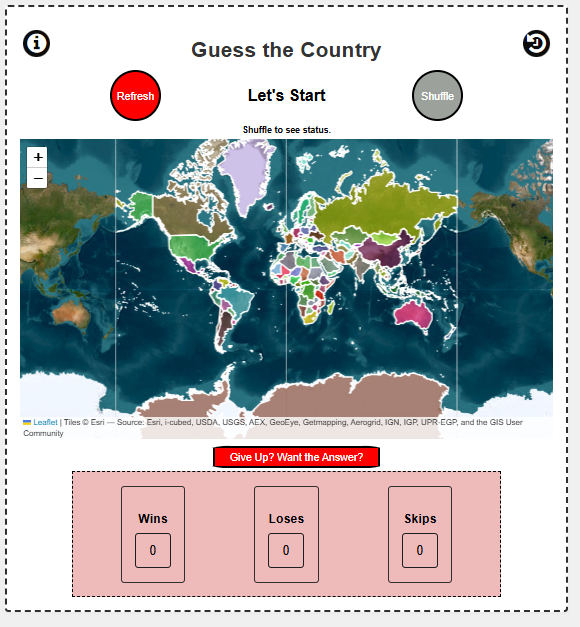 Guess the Country
Refresh
Let's Start
Shuffle
Shuffle to see status.
+
−
Leaflet | Tiles © Esri — Source: Esri, i-cubed, USDA, USGS, AEX, GeoEye, Getmapping, Aerogrid, IGN, IGP, UPR-EGP, and the GIS User
Community
Give Up? Want the Answer?
Wins
Loses
Skips
0
0
0